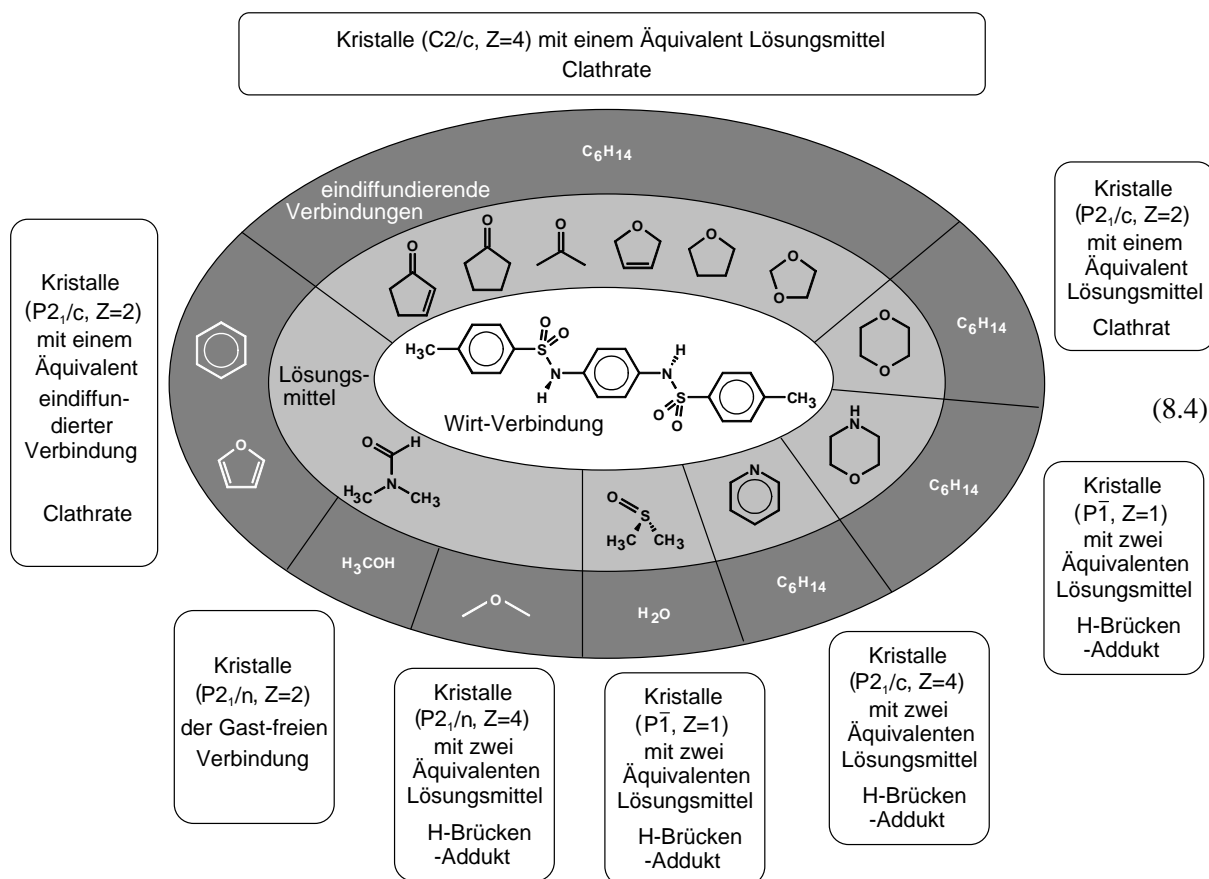 Kristalle (C2/c, Z=4) mit einem Äquivalent Lösungsmittel
Clathrate
C6H14
eindiffundierende
Verbindungen
Kristalle
(P2₁/c, Z=2)
mit einem
Äquivalent
Lösungsmittel
Clathrat
Kristalle
(P2₁/c, Z=2)
mit einem
Äquivalent
eindiffun-
dierter
Verbindung
Clathrate
O
O
O
O
O
O
O
O
O
C6H14
Lösungs-
mittel
CH3
O
O
S
N
H
H
N
S
O
O
CH3
Wirt-Verbindung
(8.4)
H
N
O
C6H14
O
O
H
N
H3C
CH3
O
S
H3C
CH3
N
Kristalle
(P1̅, Z=1)
mit zwei
Äquivalenten
Lösungsmittel
H-Brücken
-Addukt
H3COH
O
H2O
C6H14
Kristalle
(P2₁/n, Z=2)
der Gast-freien
Verbindung
Kristalle
(P2₁/n, Z=4)
mit zwei
Äquivalenten
Lösungsmittel
H-Brücken
-Addukt
Kristalle
(P1̅, Z=1)
mit zwei
Äquivalenten
Lösungsmittel
H-Brücken
-Addukt
Kristalle
(P2₁/c, Z=4)
mit zwei
Äquivalenten
Lösungsmittel
H-Brücken
-Addukt